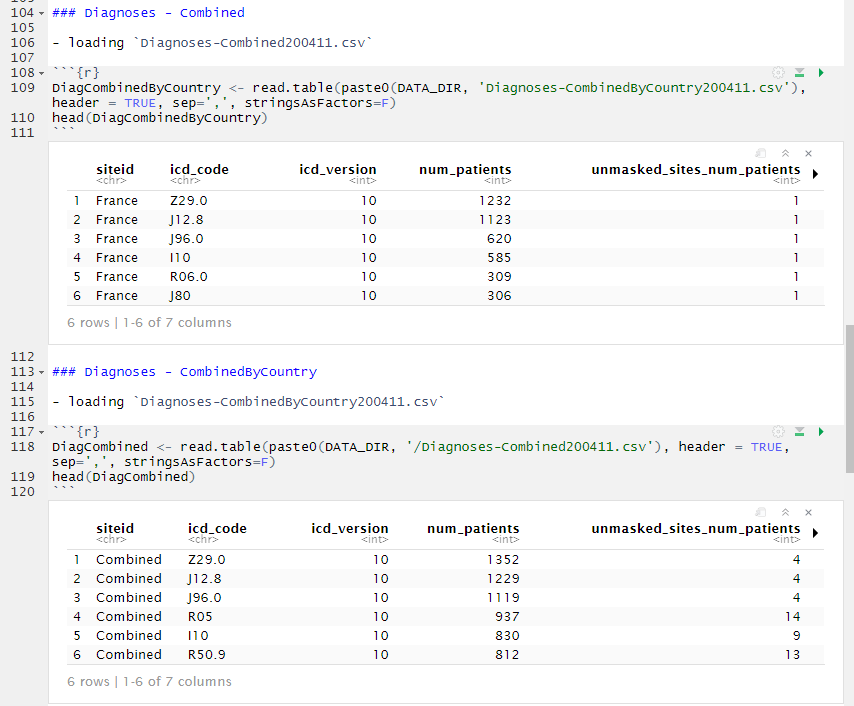 104 ### Diagnoses - Combined
105
106 - loading `Diagnoses-Combined200411.csv`
107
108 ```{r}
109 DiagCombinedByCountry <- read.table(paste0(DATA_DIR, 'Diagnoses-CombinedByCountry200411.csv'),
header = TRUE, sep=',', stringsAsFactors=F)
110 head(DiagCombinedByCountry)
111 ```
siteid icd_code icd_version num_patients unmasked_sites_num_patients
<chr> <chr> <int> <int> <int>
1 France Z29.0 10 1232 1
2 France J12.8 10 1123 1
3 France J96.0 10 620 1
4 France I10 10 585 1
5 France R06.0 10 309 1
6 France J80 10 306 1
6 rows | 1-6 of 7 columns
112
113 ### Diagnoses - CombinedByCountry
114
115 - loading `Diagnoses-CombinedByCountry200411.csv`
116
117 ```{r}
118 DiagCombined <- read.table(paste0(DATA_DIR, '/Diagnoses-Combined200411.csv'), header = TRUE,
sep=',', stringsAsFactors=F)
119 head(DiagCombined)
120 ```
siteid icd_code icd_version num_patients unmasked_sites_num_patients
<chr> <chr> <int> <int> <int>
1 Combined Z29.0 10 1352 4
2 Combined J12.8 10 1229 4
3 Combined J96.0 10 1119 4
4 Combined R05 10 937 14
5 Combined I10 10 830 9
6 Combined R50.9 10 812 13
6 rows | 1-6 of 7 columns